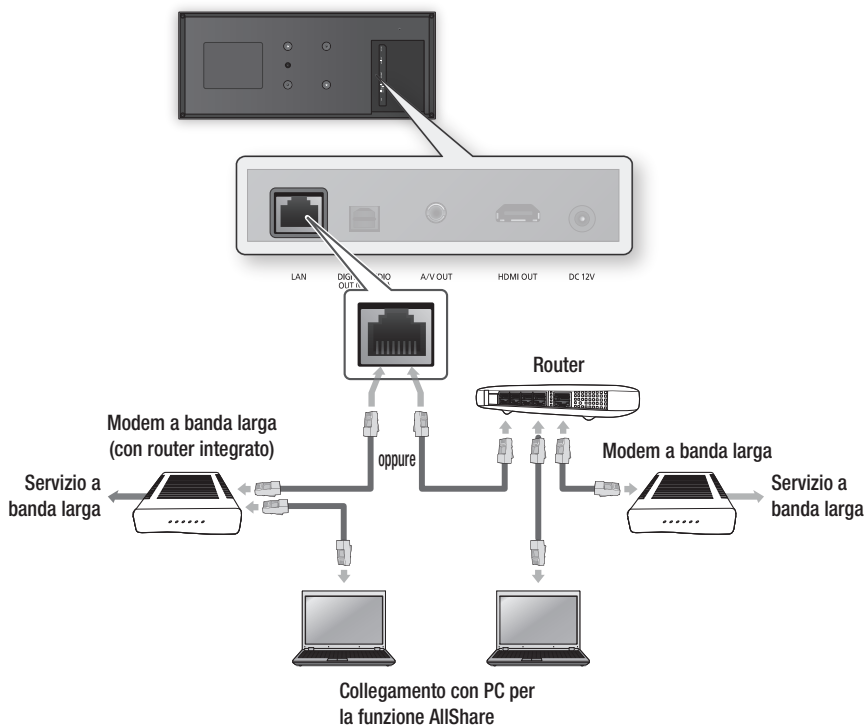 LAN
A/V OUT
HDMI OUT
DC 12V
Router
Modem a banda larga
(con router integrato)
oppure
Modem a banda larga
Servizio a
banda larga
Servizio a
banda larga
Collegamento con PC per
la funzione AllShare